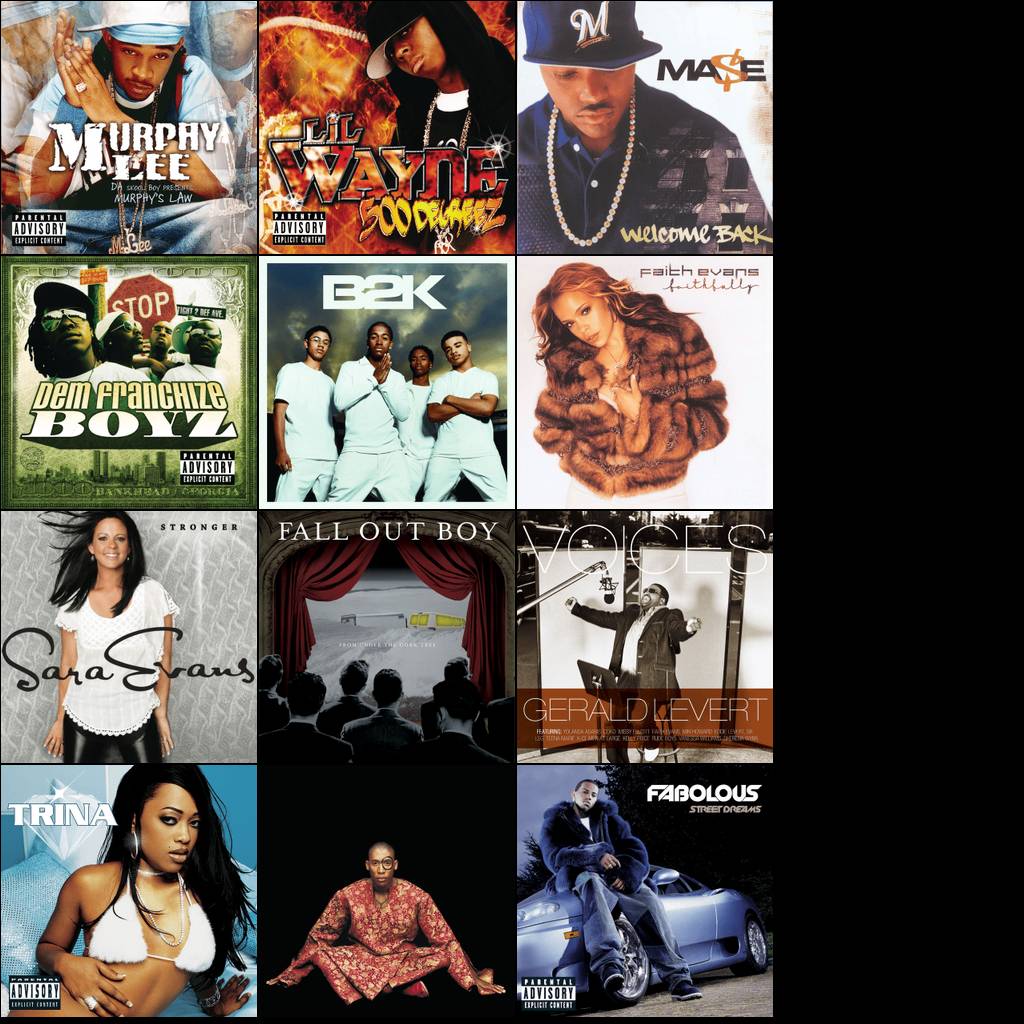 MURPHY
LEE
DA SKOOL BOY PRESENTS
MURPHY'S LAW
PARENTAL
ADVISORY
EXPLICIT CONTENT
LIL
WAYNE
500 DEGREEZ
PARENTAL
ADVISORY
EXPLICIT CONTENT
M
MA$E
welcome BACK
STOP
TIGHT 2 DEF AVE.
DEM FRANCHIZE
BOYZ
PARENTAL
ADVISORY
EXPLICIT CONTENT
BANKHEAD / GEORGIA
B2K
Faith evans
faithfully
STRONGER
Sara Evans
FALL OUT BOY
FROM UNDER THE CORK TREE
VOICES
GERALD LEVERT
TRINA
PARENTAL
ADVISORY
EXPLICIT CONTENT
FABOLOUS
STREET DREAMS
PARENTAL
ADVISORY
EXPLICIT CONTENT